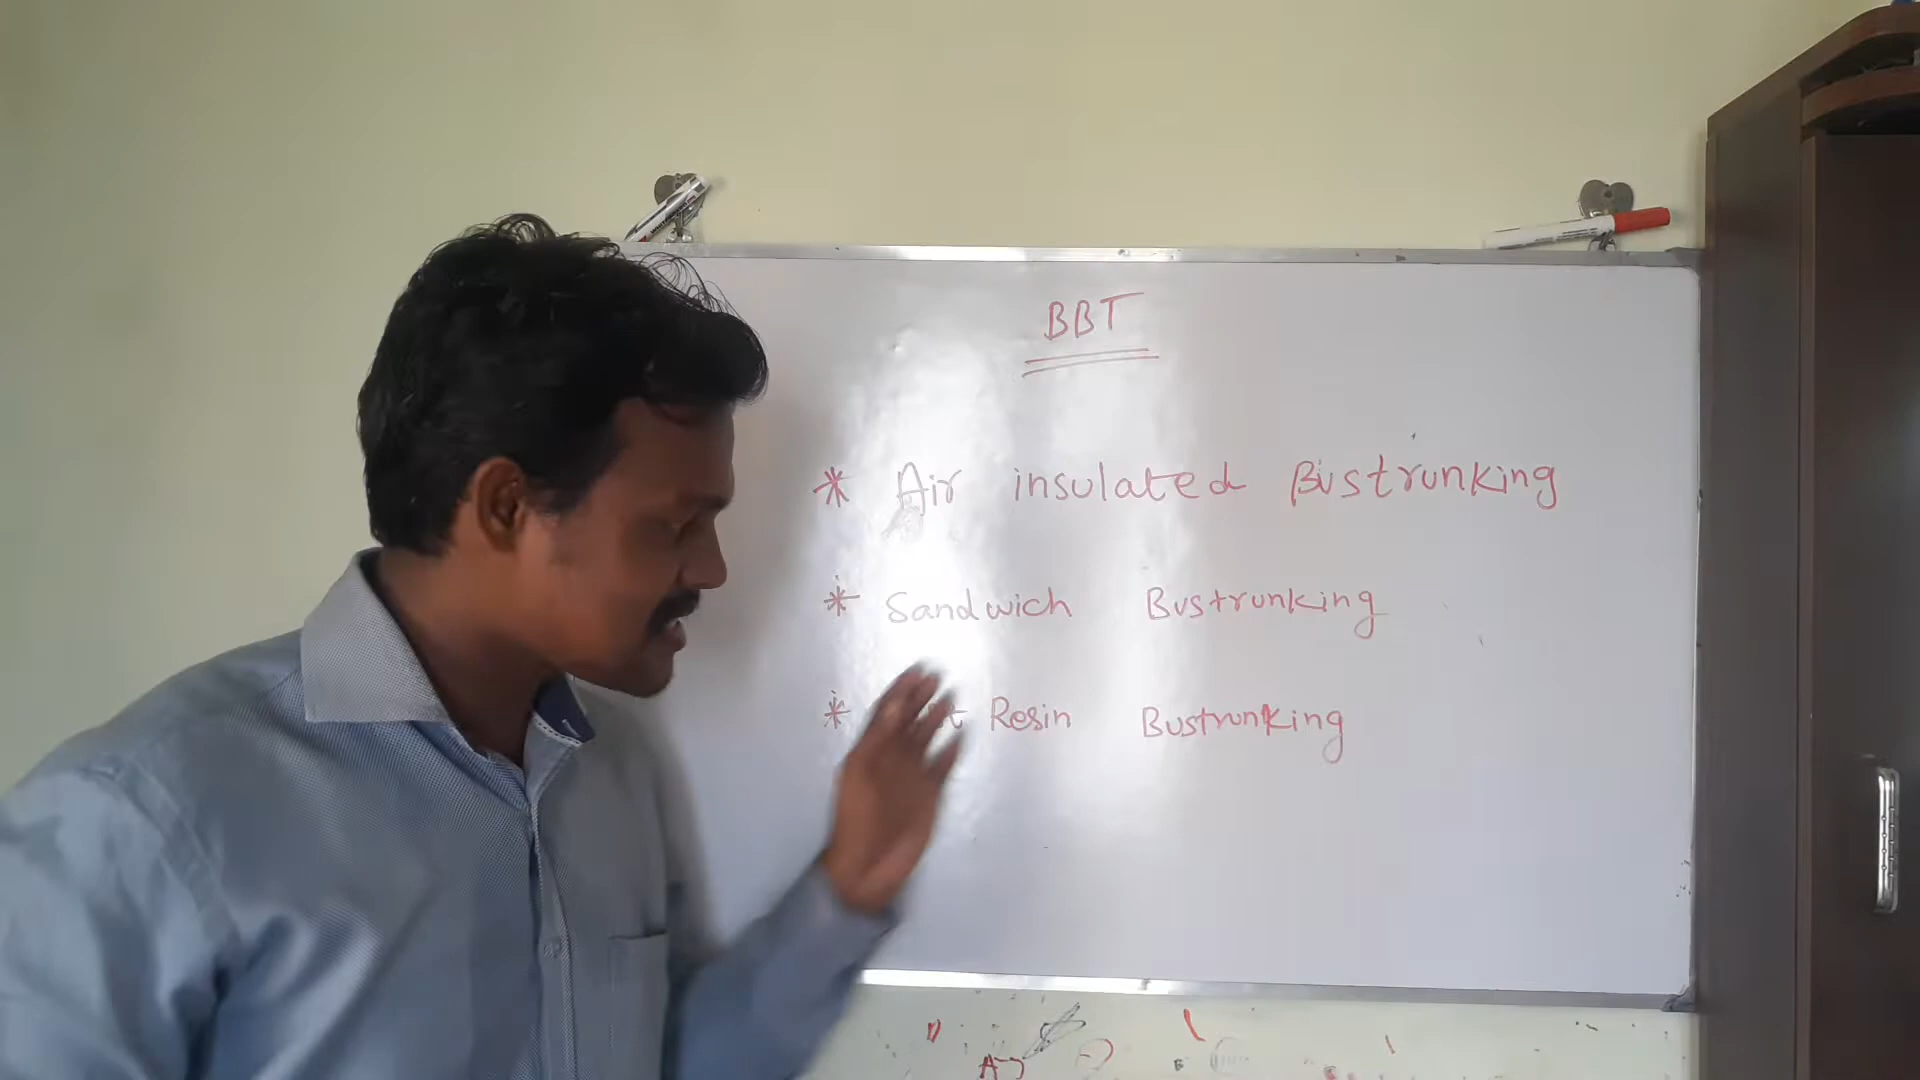 BBT
* Air insulated Bustrunking
* Sandwich Bustrunking
* Resin Bustrunking